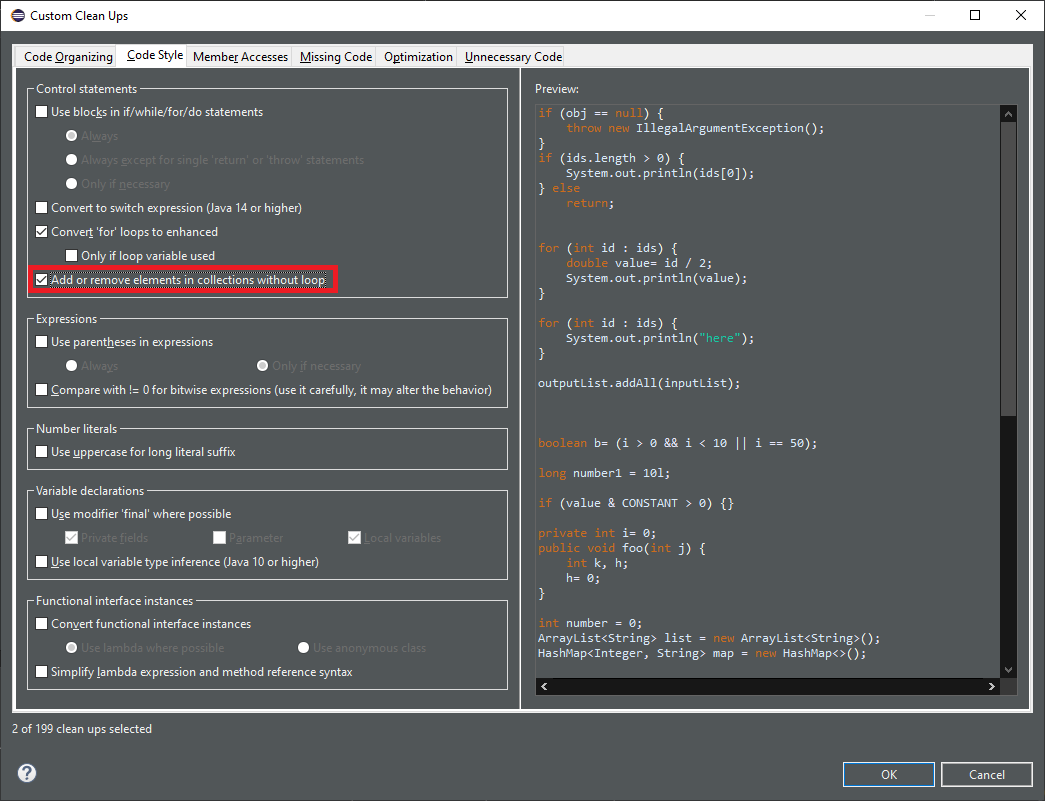 Custom Clean Ups
Code Organizing Code Style Member Accesses Missing Code Optimization Unnecessary Code
Control statements
Use blocks in if/while/for/do statements
Always
Always except for single 'return' or 'throw' statements
Only if necessary
Convert to switch expression (Java 14 or higher)
Convert 'for' loops to enhanced
Only if loop variable used
Add or remove elements in collections without loop
Expressions
Use parentheses in expressions
Always Only if necessary
Compare with != 0 for bitwise expressions (use it carefully, it may alter the behavior)
Number literals
Use uppercase for long literal suffix
Variable declarations
Use modifier 'final' where possible
Private fields Parameter Local variables
Use local variable type inference (Java 10 or higher)
Functional interface instances
Convert functional interface instances
Use lambda where possible Use anonymous class
Simplify lambda expression and method reference syntax
Preview:
if (obj == null) {
    throw new IllegalArgumentException();
}
if (ids.length > 0) {
    System.out.println(ids[0]);
} else
    return;
for (int id : ids) {
    double value= id / 2;
    System.out.println(value);
}
for (int id : ids) {
    System.out.println("here");
}
outputList.addAll(inputList);
boolean b= (i > 0 && i < 10 || i == 50);
long number1 = 10l;
if (value & CONSTANT > 0) {}
private int i= 0;
public void foo(int j) {
    int k, h;
    h= 0;
}
int number = 0;
ArrayList<String> list = new ArrayList<String>();
HashMap<Integer, String> map = new HashMap<>();
2 of 199 clean ups selected
?
OK Cancel